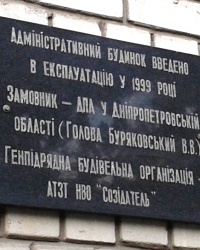 АДМІНІСТРАТИВНИЙ БУДИНОК ВВЕДЕНО
В ЕКСПЛУАТАЦІЮ У 1999 РОЦІ
ЗАМОВНИК – ДПА У ДНІПРОПЕТРОВСЬКІЙ
ОБЛАСТІ (ГОЛОВА БУРЯКОВСЬКИЙ В.В.)
ГЕНПІДРЯДНА БУДІВЕЛЬНА ОРГАНІЗАЦІЯ –
АТЗТ НВО "СОЗІДАТЕЛЬ"